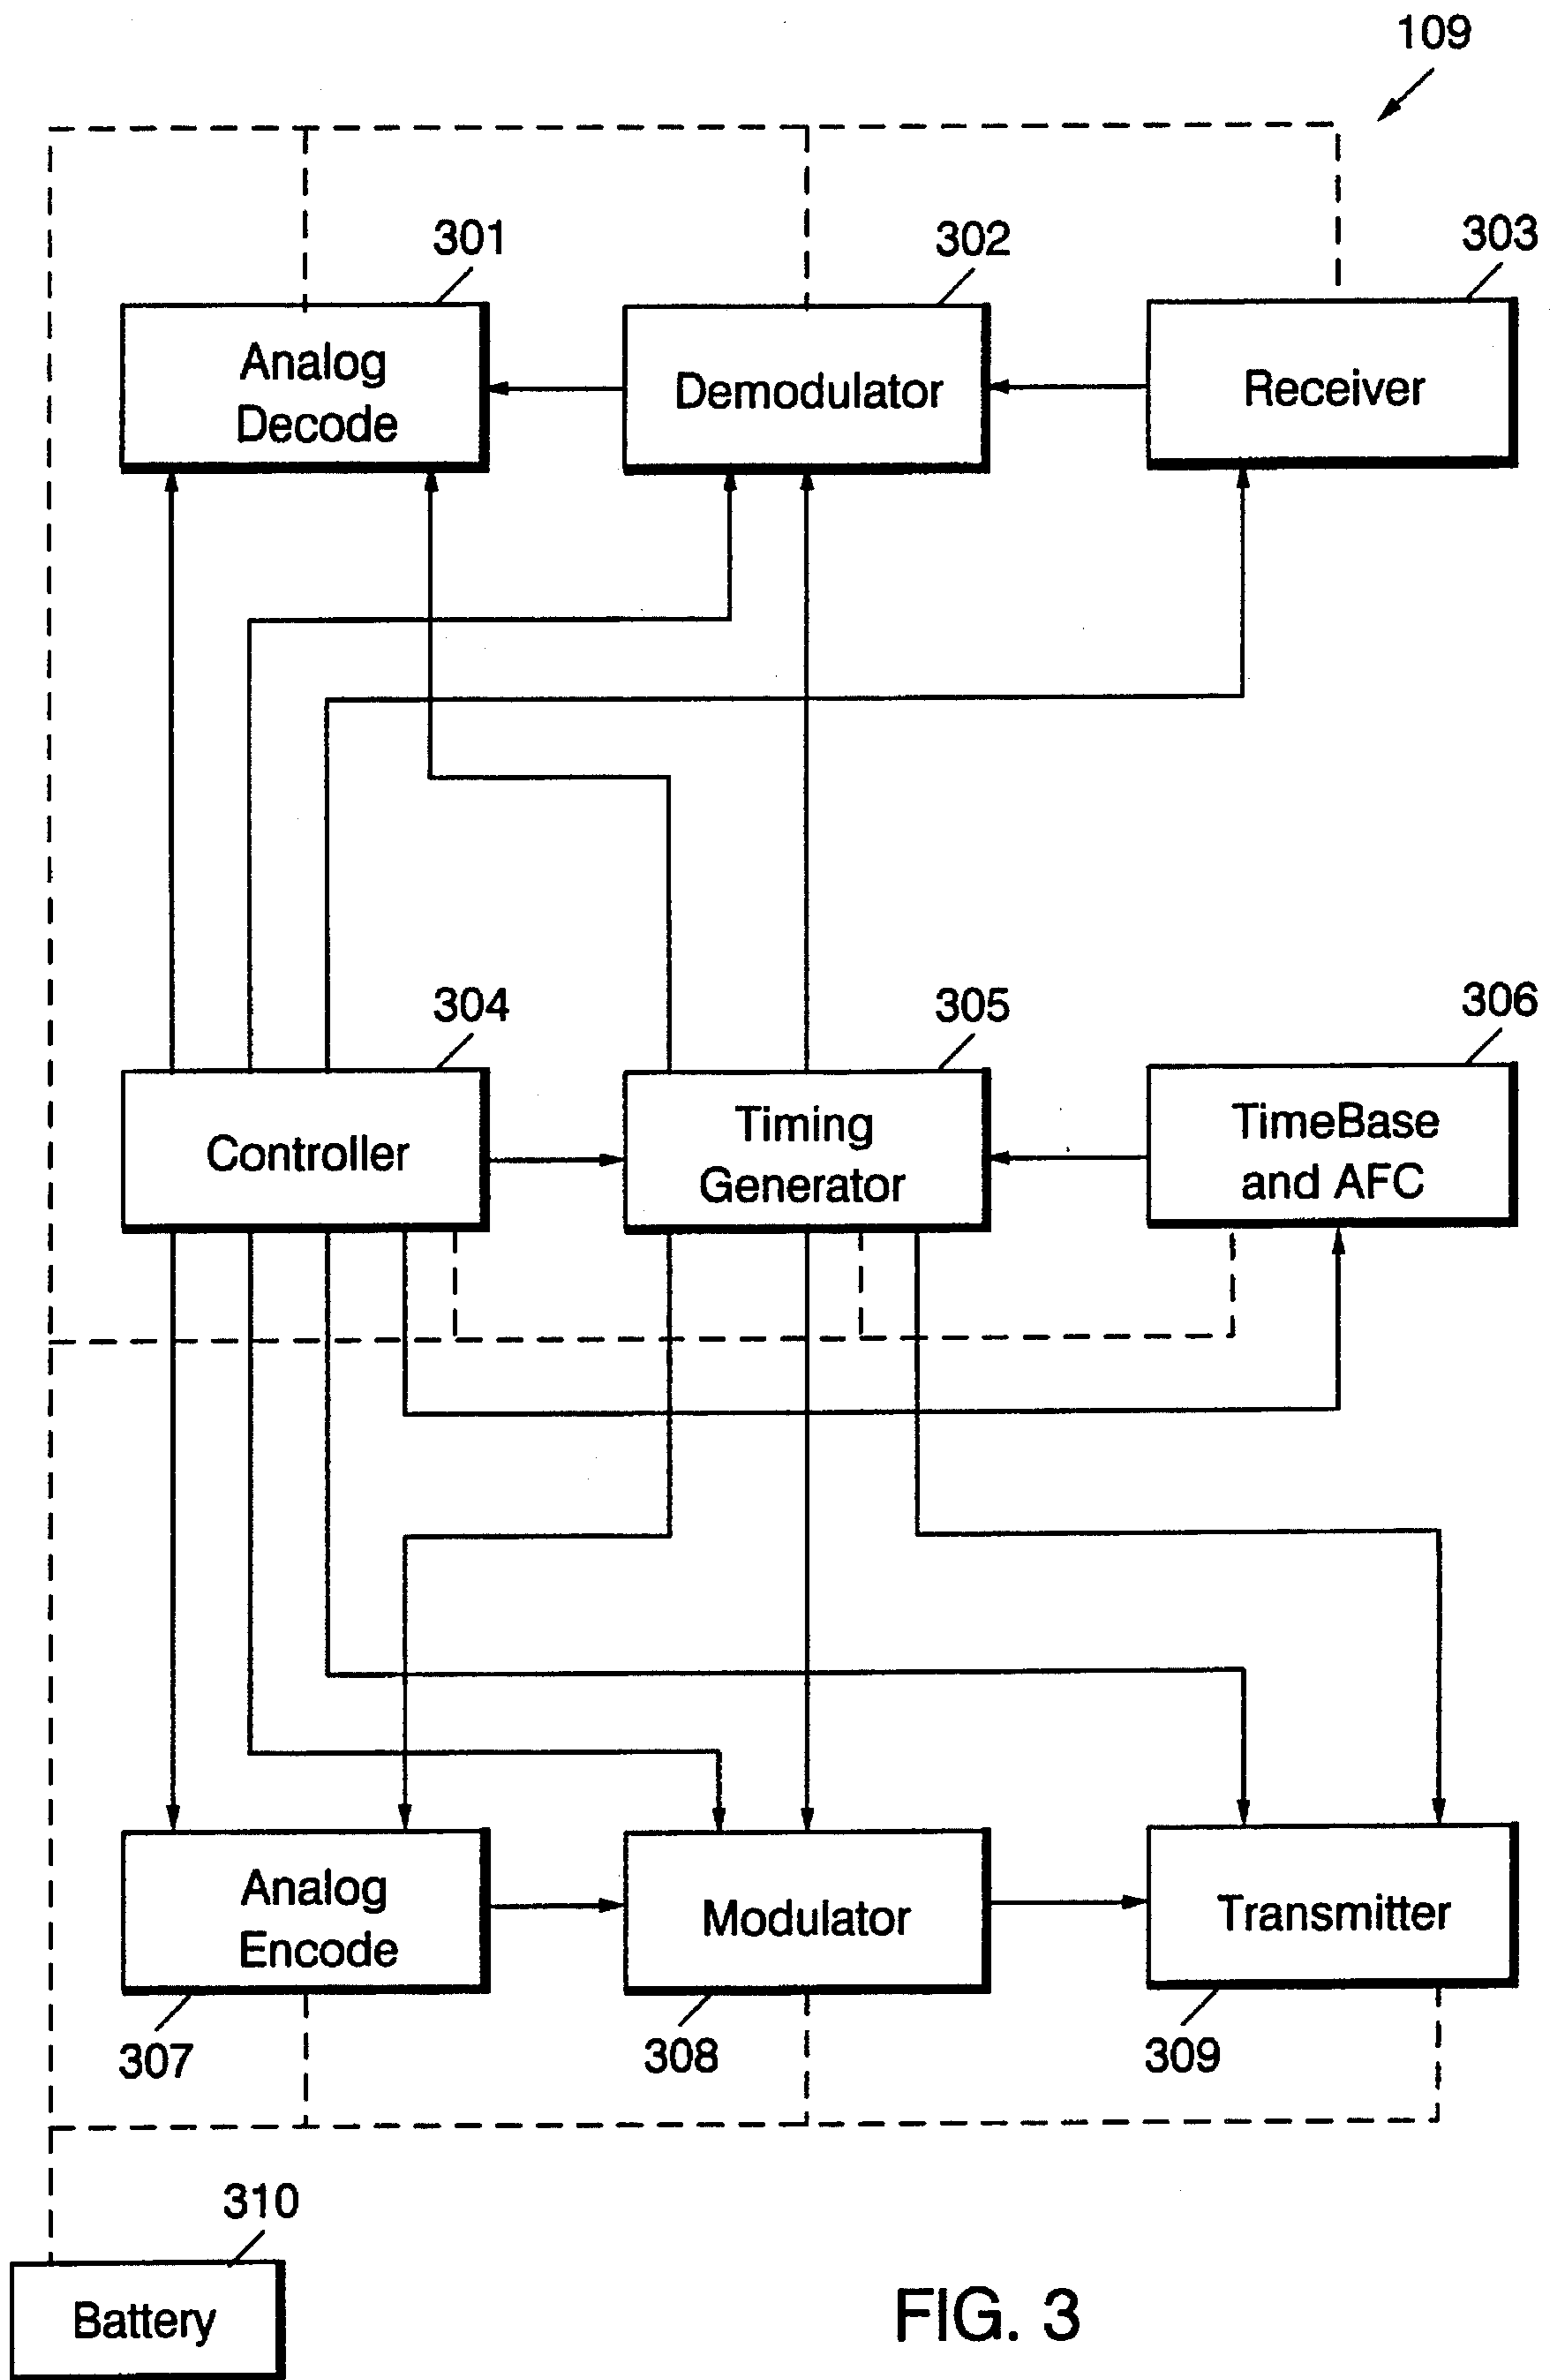 109
301
302
303
Analog
Decode
Demodulator
Receiver
304
305
306
Controller
Timing
Generator
TimeBase
and AFC
Analog
Encode
Modulator
Transmitter
307
308
309
310
Battery
FIG. 3